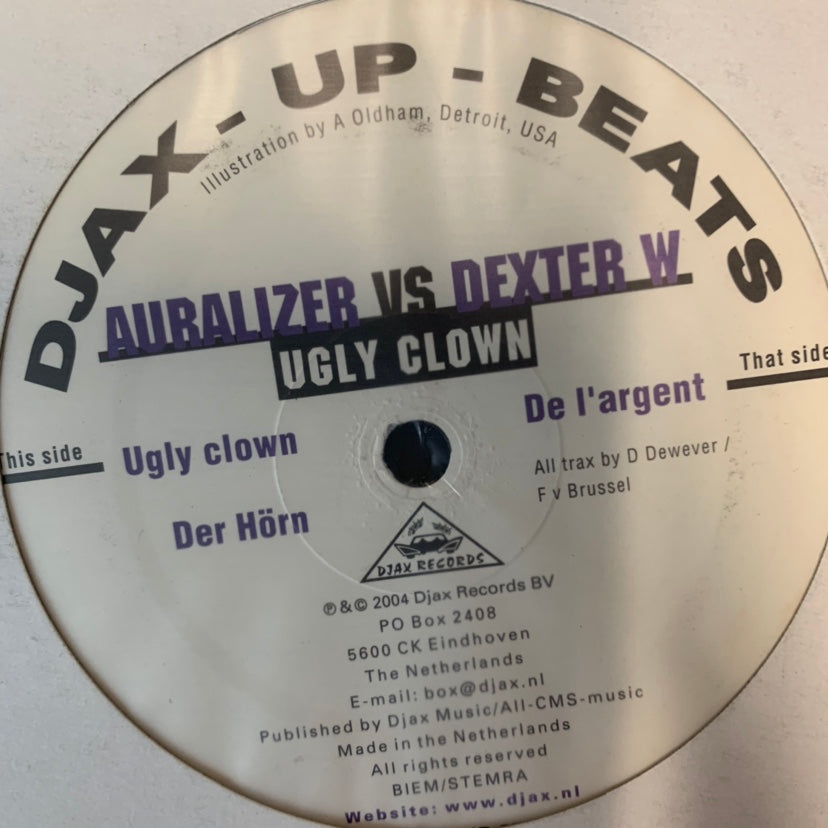 DJAX - UP - BEATS
Illustration by A Oldham, Detroit, USA
AURALIZER VS DEXTER W
UGLY CLOWN
This side
Ugly clown
Der Hörn
That side
De l'argent
All trax by D Dewever /
F v Brussel
DJAX RECORDS
℗&© 2004 Djax Records BV
PO Box 2408
5600 CK Eindhoven
The Netherlands
E-mail: box@djax.nl
Published by Djax Music/All-CMS-music
Made in the Netherlands
All rights reserved
BIEM/STEMRA
Website: www.djax.nl